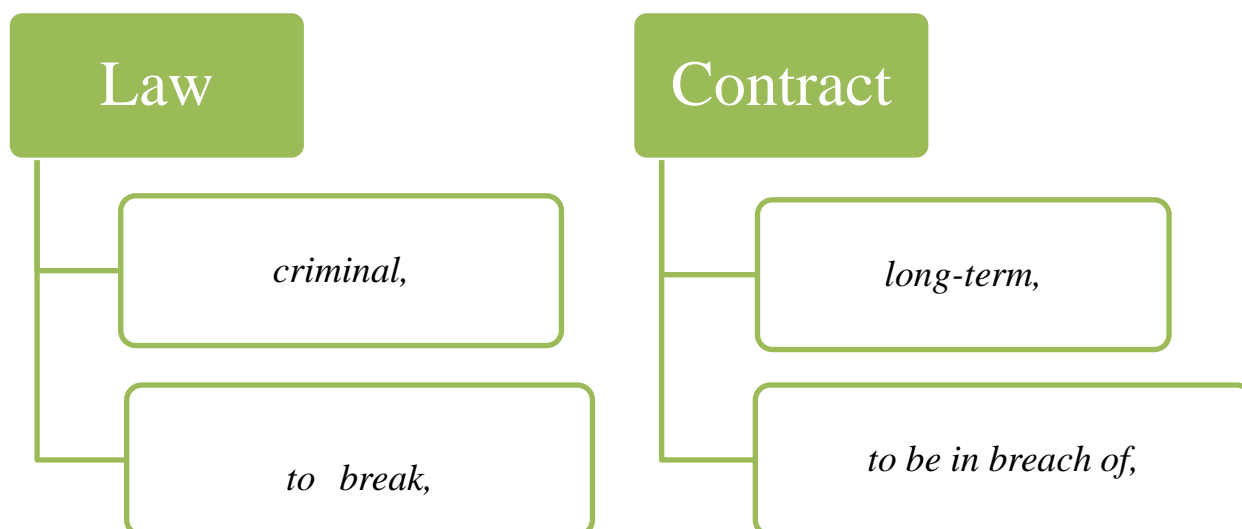 Law
criminal,
to break,
Contract
long-term,
to be in breach of,